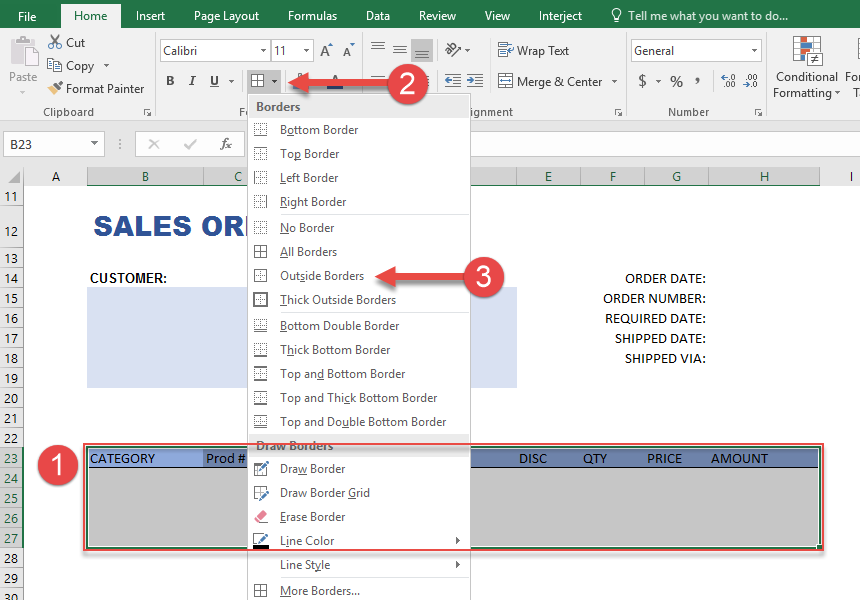 File Home Insert Page Layout Formulas Data Review View Interject Tell me what you want to do...
Cut
Copy
Format Painter
Paste
Clipboard
Calibri 11
B I U
Wrap Text
Merge & Center
General
$ % ,
Number
Conditional
Formatting
B23 fx
A B C E F G H I
11
12 SALES OR
13
14 CUSTOMER: ORDER DATE:
15 ORDER NUMBER:
16 REQUIRED DATE:
17 SHIPPED DATE:
18 SHIPPED VIA:
19
20
21
22
23 CATEGORY Prod # DISC QTY PRICE AMOUNT
24
25
26
27
28
29
30
Borders
Bottom Border
Top Border
Left Border
Right Border
No Border
All Borders
Outside Borders
Thick Outside Borders
Bottom Double Border
Thick Bottom Border
Top and Bottom Border
Top and Thick Bottom Border
Top and Double Bottom Border
Draw Borders
Draw Border
Draw Border Grid
Erase Border
Line Color
Line Style
More Borders...
1
2
3